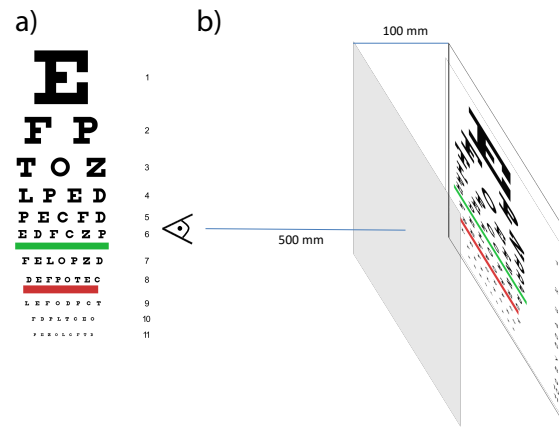 a)
b)
100 mm
E 1
F P 2
T O Z 3
L P E D 4
P E C F D 5
E D F C Z P 6
500 mm
F E L O P Z D 7
D E F P O T E C 8
L E F O D P C T 9
F D P L T C E O 10
P E Z O L C F T D 11